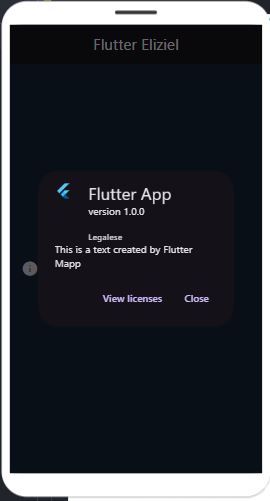 Flutter Eliziel
Flutter App
version 1.0.0
Legalese
This is a text created by Flutter
Mapp
View licenses
Close